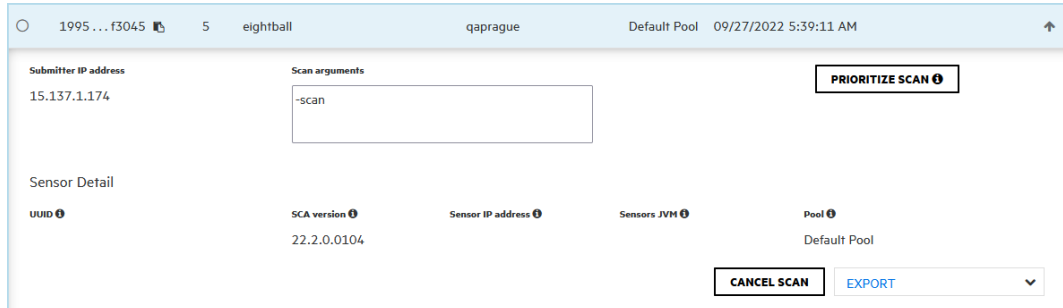 1995...f3045 5 eightball qaprague Default Pool 09/27/2022 5:39:11 AM
Submitter IP address Scan arguments
PRIORITIZE SCAN
15.137.1.174
-scan
Sensor Detail
UUID SCA version Sensor IP address Sensors JVM Pool
22.2.0.0104 Default Pool
CANCEL SCAN EXPORT